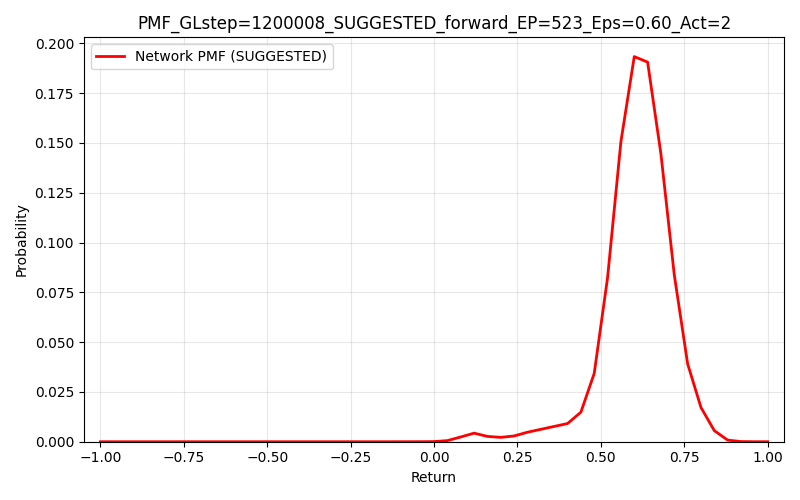 PMF_GLstep=1200008_SUGGESTED_forward_EP=523_Eps=0.60_Act=2
Network PMF (SUGGESTED)
Probability
0.200
0.175
0.150
0.125
0.100
0.075
0.050
0.025
0.000
−1.00 −0.75 −0.50 −0.25 0.00 0.25 0.50 0.75 1.00
Return